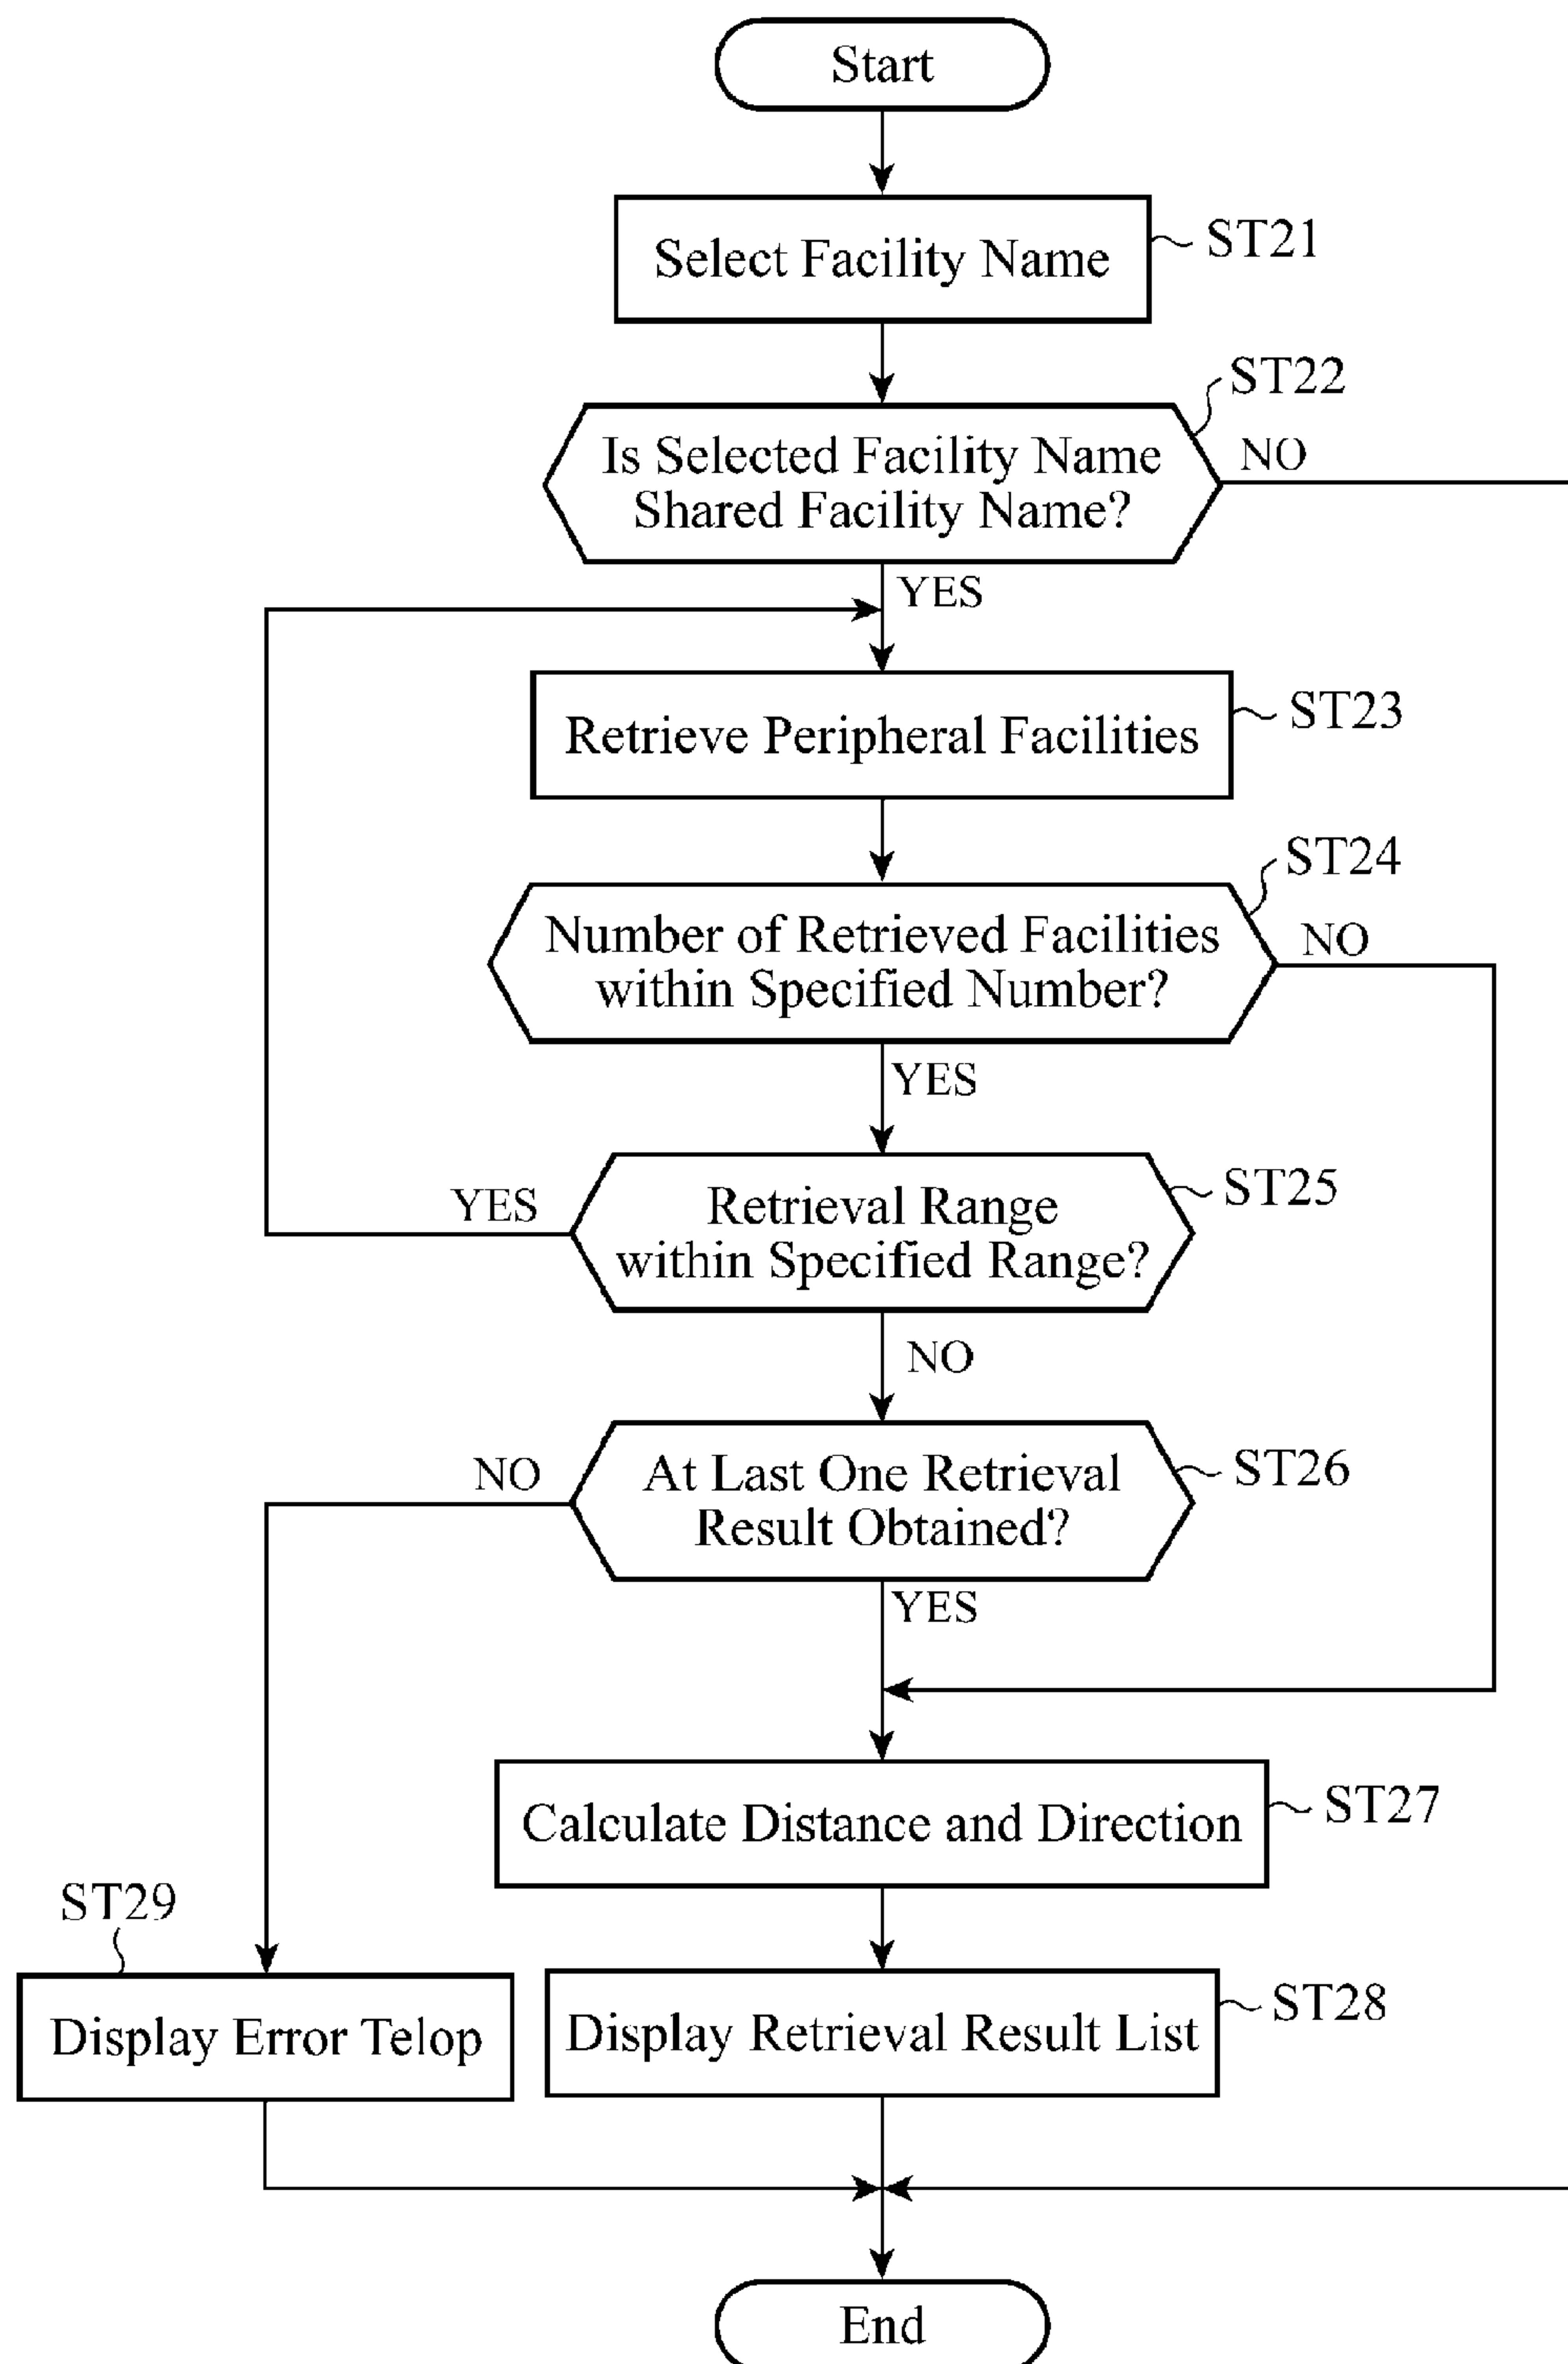 Start
Select Facility Name
ST21
ST22
Is Selected Facility Name
Shared Facility Name?
NO
YES
Retrieve Peripheral Facilities
ST23
ST24
Number of Retrieved Facilities
within Specified Number?
NO
YES
Retrieval Range
within Specified Range?
ST25
YES
NO
At Last One Retrieval
Result Obtained?
ST26
NO
YES
Calculate Distance and Direction
ST27
ST29
Display Error Telop
Display Retrieval Result List
ST28
End